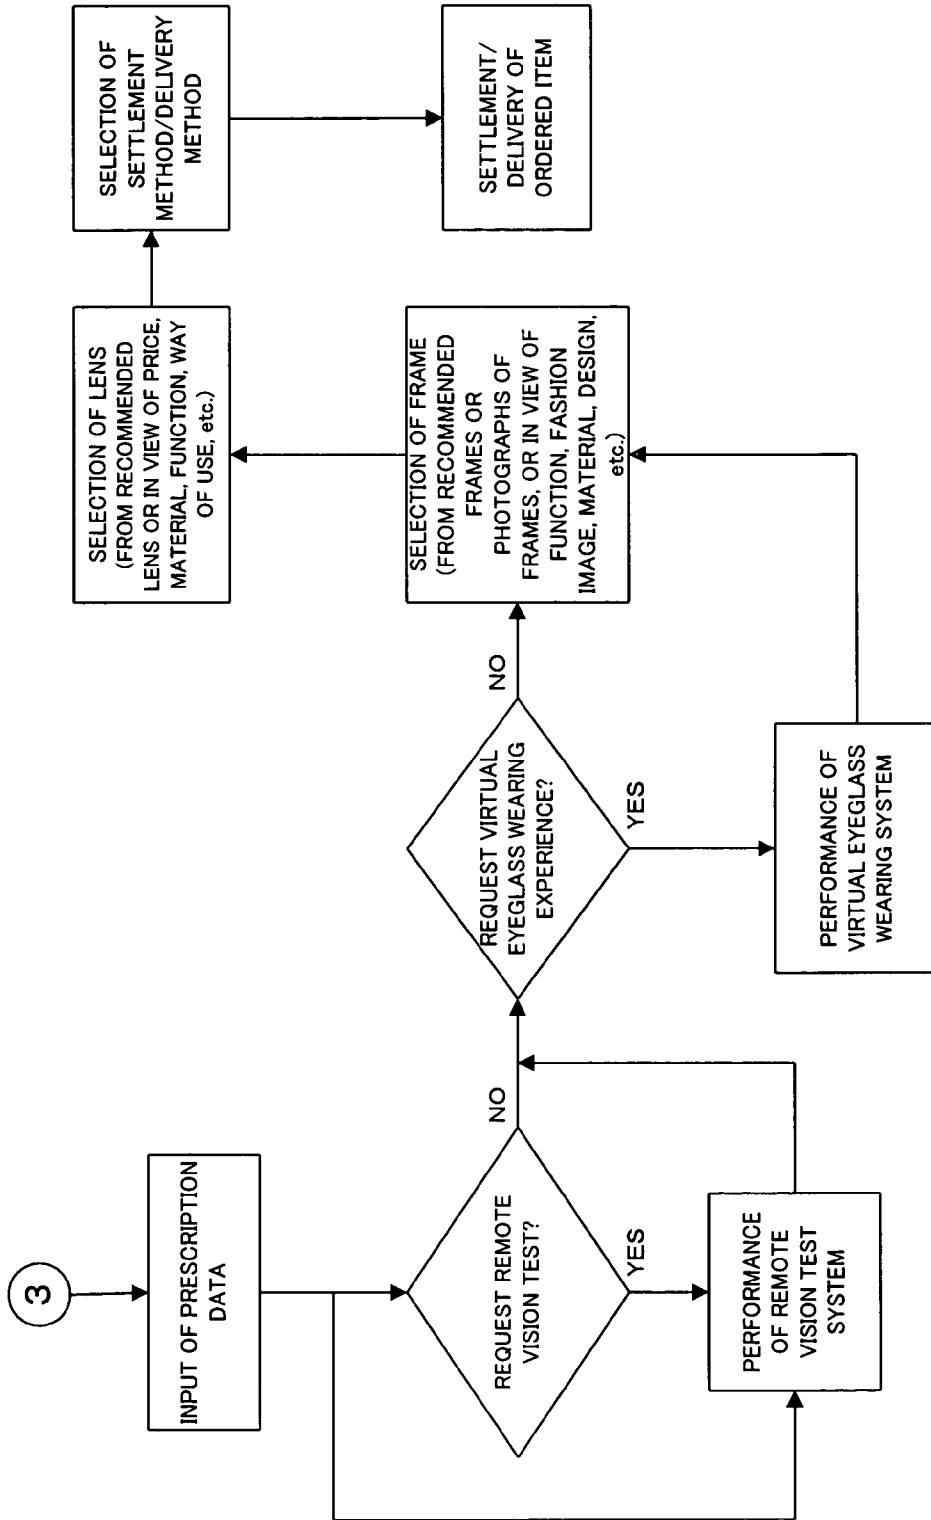 3
INPUT OF PRESCRIPTION
DATA
REQUEST REMOTE
VISION TEST?
NO
YES
PERFORMANCE
OF REMOTE
VISION TEST
SYSTEM
REQUEST VIRTUAL
EYEGLASS WEARING
EXPERIENCE?
NO
YES
PERFORMANCE OF
VIRTUAL EYEGLASS
WEARING SYSTEM
SELECTION OF FRAME
(FROM RECOMMENDED
FRAMES OR
PHOTOGRAPHS OF
FRAMES, OR IN VIEW OF
FUNCTION, FASHION
IMAGE, MATERIAL, DESIGN,
etc.)
SELECTION OF LENS
(FROM RECOMMENDED
LENS OR IN VIEW OF PRICE,
MATERIAL, FUNCTION, WAY
OF USE, etc.)
SELECTION OF
SETTLEMENT
METHOD/DELIVERY
METHOD
SETTLEMENT/
DELIVERY OF
ORDERED ITEM